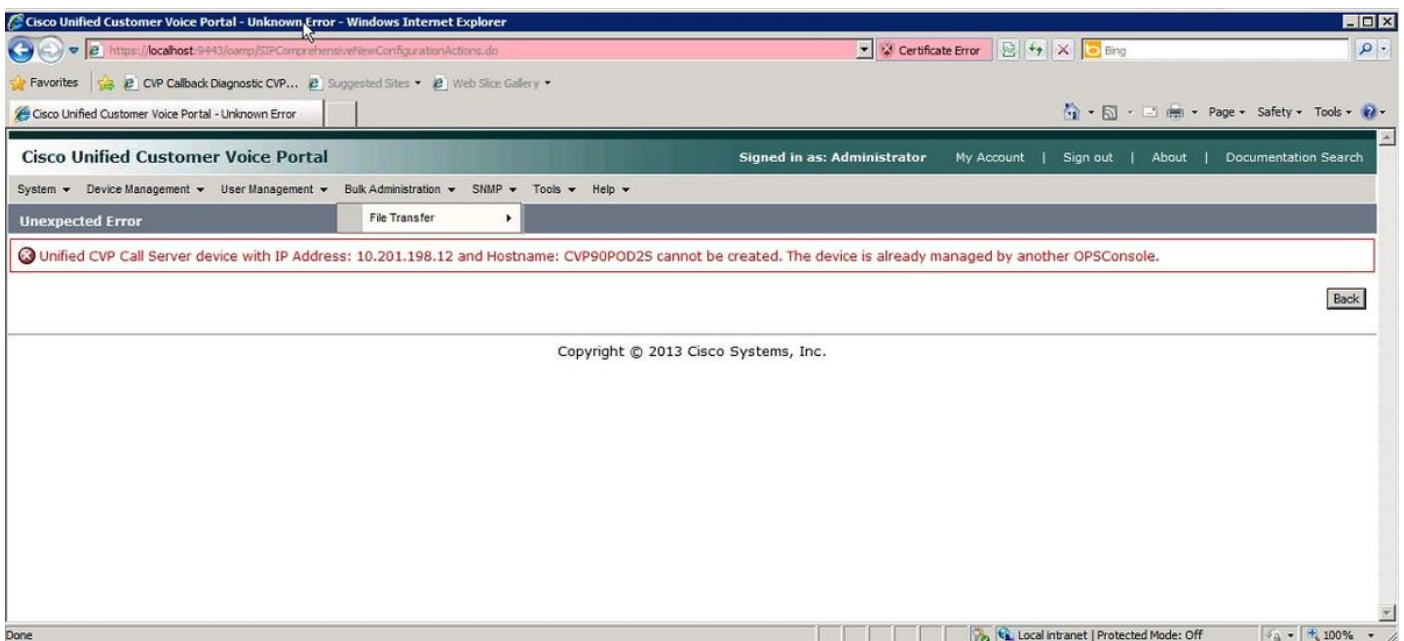 Cisco Unified Customer Voice Portal - Unknown Error - Windows Internet Explorer
https://localhost:9443/oamp/SIPComprehensiveNewConfigurationActions.do
Certificate Error
Bing
Favorites
CVP Callback Diagnostic CVP...
Suggested Sites
Web Slice Gallery
Cisco Unified Customer Voice Portal - Unknown Error
Page
Safety
Tools
Cisco Unified Customer Voice Portal
Signed in as: Administrator
My Account | Sign out | About | Documentation Search
System
Device Management
User Management
Bulk Administration
SNMP
Tools
Help
Unexpected Error
File Transfer
Unified CVP Call Server device with IP Address: 10.201.198.12 and Hostname: CVP90POD2S cannot be created. The device is already managed by another OPSConsole.
Back
Copyright © 2013 Cisco Systems, Inc.
Done
Local intranet | Protected Mode: Off
100%